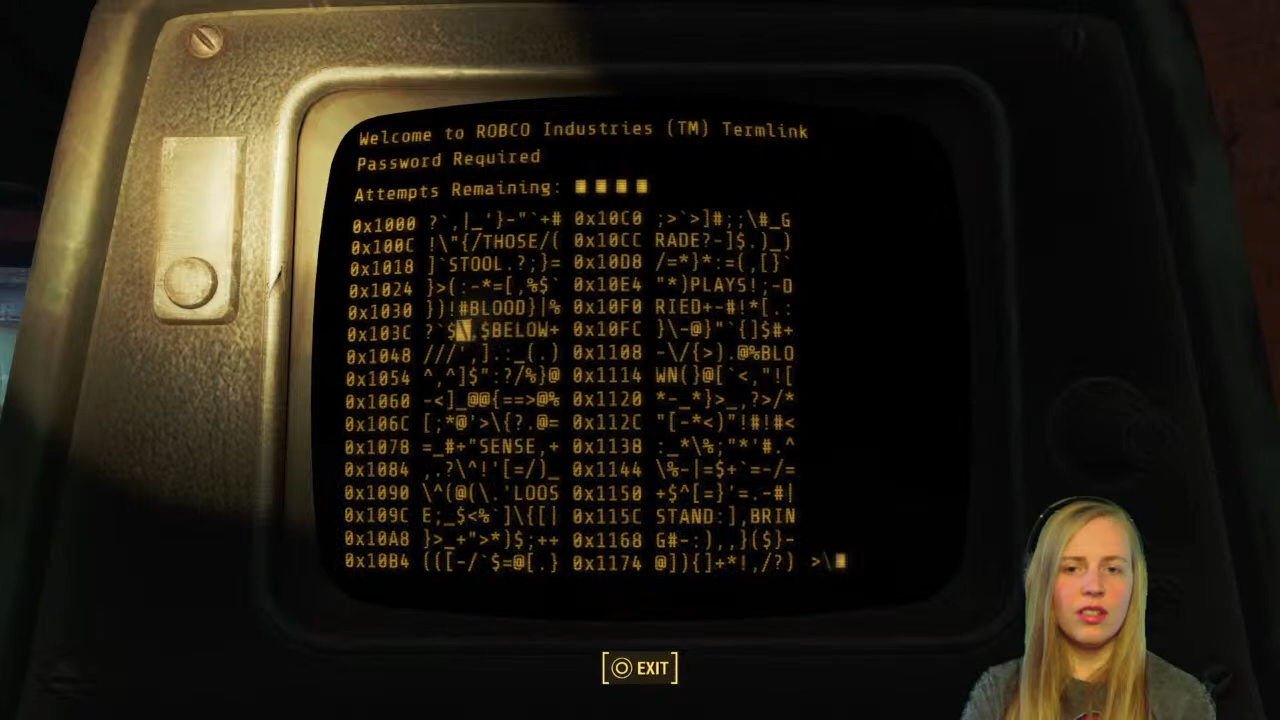 Welcome to ROBCO Industries (TM) Termlink
Password Required
Attempts Remaining: ■ ■ ■ ■
0x1000 ?`,|_'}-"`+# 0x10C0 ;>`>]#;;\#_G
0x100C !\"{/THOSE/( 0x10CC RADE?-]$.)_)
0x1018 ]`STOOL.?;}= 0x10D8 /=*}*:=(,[}`
0x1024 }>(:-*=[,%$` 0x10E4 "*)PLAYS!;-D
0x1030 })!#BLOOD}|% 0x10F0 RIED+-#!*[.:
0x103C ?`$\,$BELOW+ 0x10FC }\-@}"`{]$#+
0x1048 ///',].:_(.) 0x1108 -\/{>).@%BLO
0x1054 ^,^]$":?/%}@ 0x1114 WN(}@[`<,"![
0x1060 -<]_@@{==>@% 0x1120 *-_*}>_,?>/*
0x106C [;*@'>\{?.@= 0x112C "[-*<)"!#!#<
0x1078 =_#+"SENSE,+ 0x1138 :_*\%;"*'#.^
0x1084 ,.?\^!'[=/)_ 0x1144 \%-|=$+`=-/=
0x1090 \^(@(\.'LOOS 0x1150 +$^[=}'=.-#|
0x109C E;_$<%`]\{[| 0x115C STAND:],BRIN
0x10A8 }>_+">*)$;++ 0x1168 G#-:),,}($}-
0x10B4 (([-/`$=@[.} 0x1174 @]){]+*!,/?) >\■
EXIT